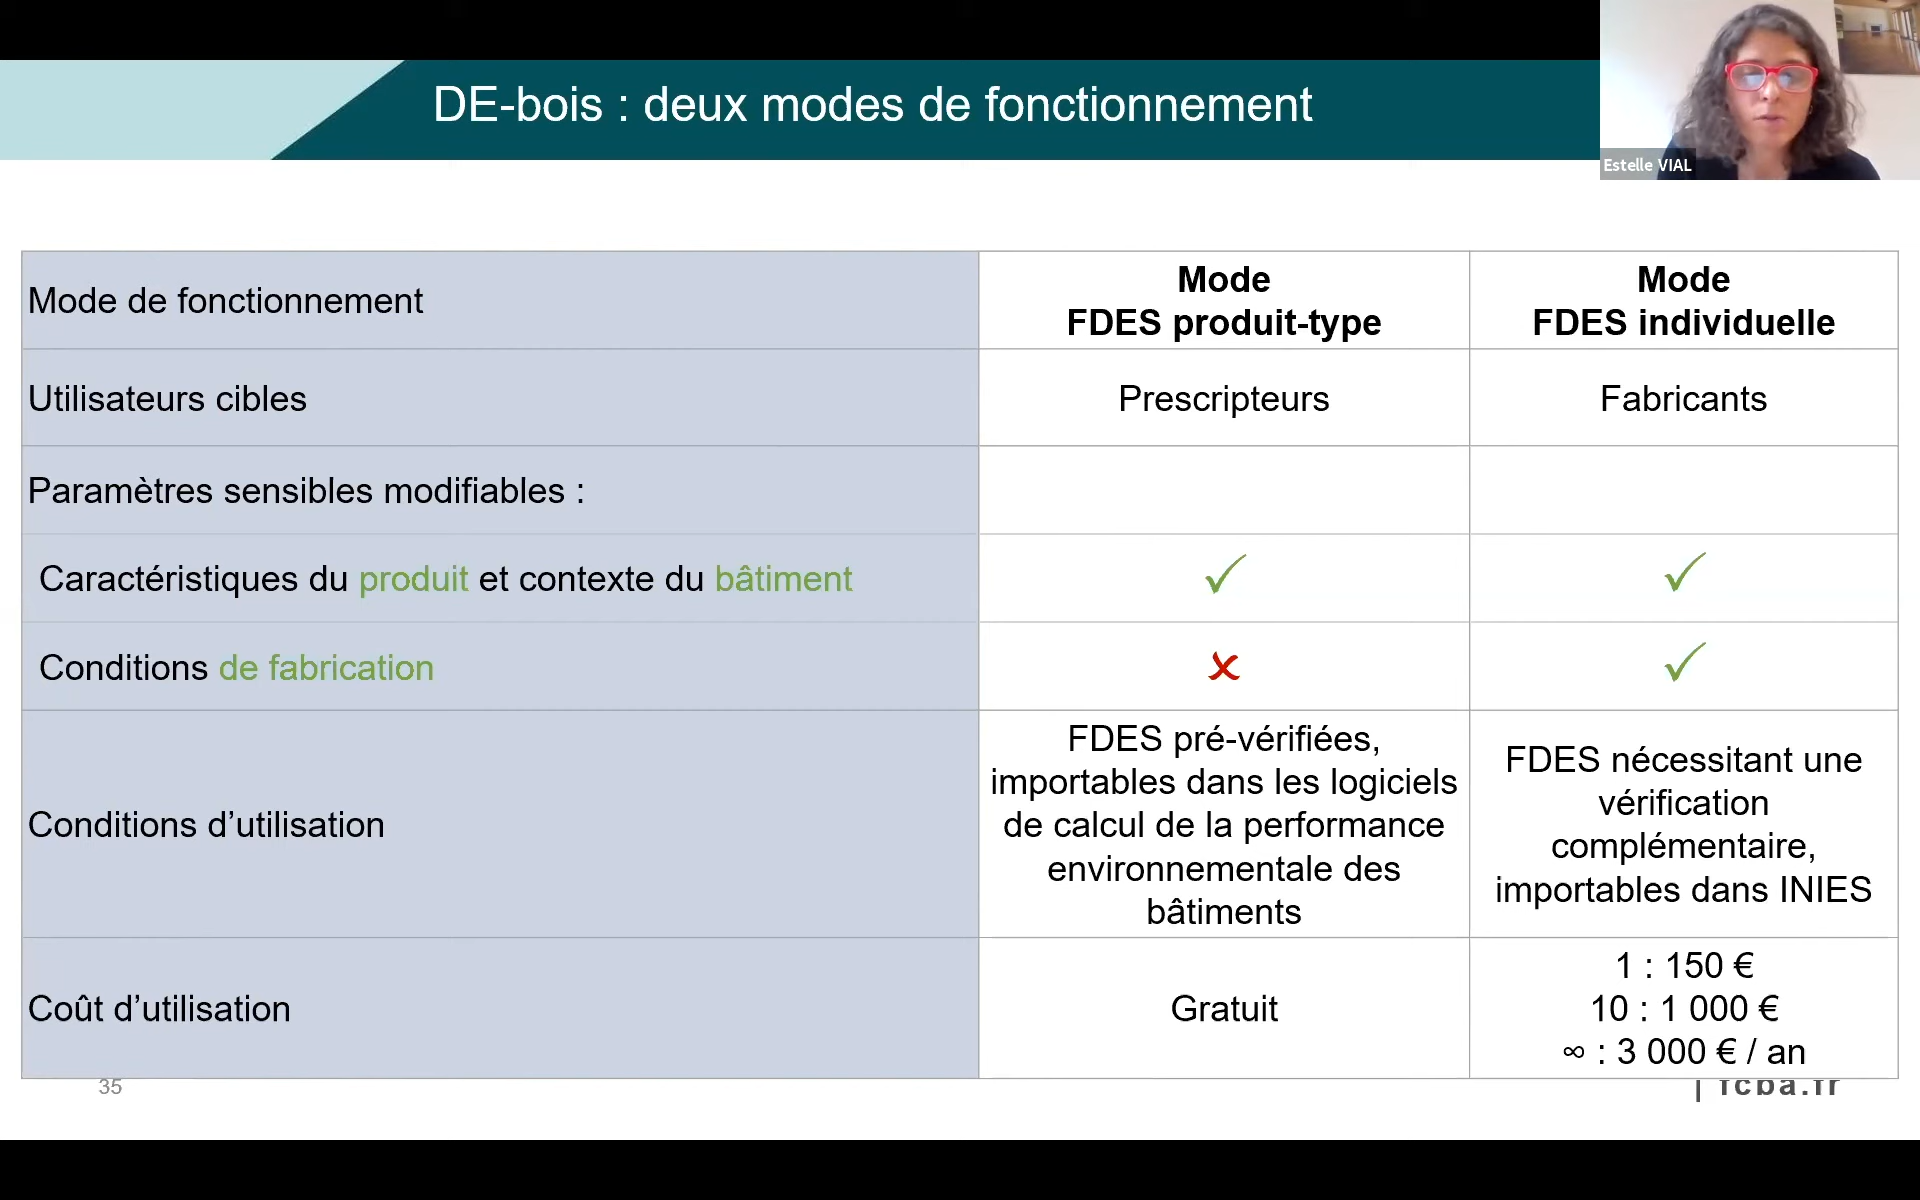 DE-bois : deux modes de fonctionnement
Estelle VIAL
Mode de fonctionnement
Mode
FDES produit-type
Mode
FDES individuelle
Utilisateurs cibles
Prescripteurs
Fabricants
Paramètres sensibles modifiables :
Caractéristiques du produit et contexte du bâtiment
✓
✓
Conditions de fabrication
✗
✓
Conditions d’utilisation
FDES pré-vérifiées,
importables dans les logiciels
de calcul de la performance
environnementale des
bâtiments
FDES nécessitant une
vérification
complémentaire,
importables dans INIES
Coût d’utilisation
Gratuit
1 : 150 €
10 : 1 000 €
∞ : 3 000 € / an
35
| fcba.fr